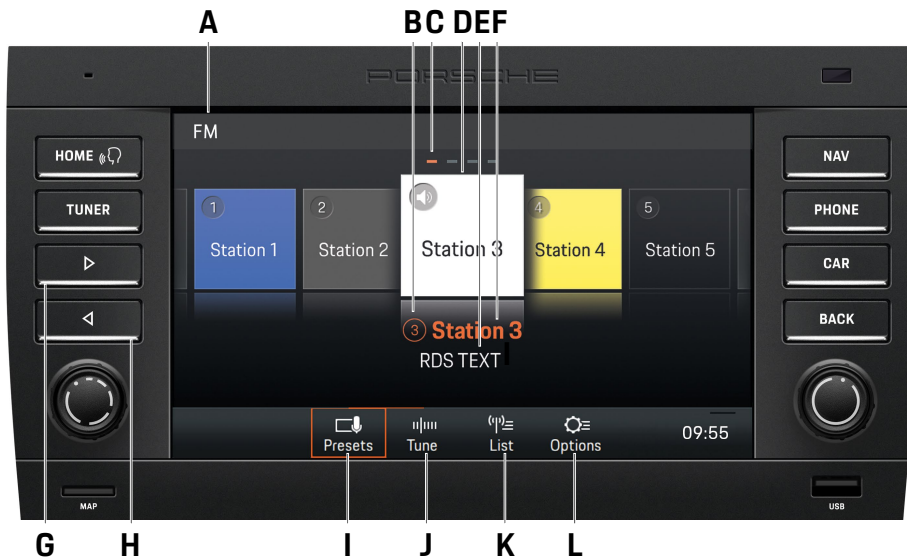 A
B C D E F
PORSCHE
FM
HOME
TUNER
NAV
PHONE
CAR
BACK
1
Station 1
2
Station 2
Station 3
4
Station 4
5
Station 5
3 Station 3
RDS TEXT
Presets
Tune
List
Options
09:55
MAP
USB
G
H
I
J
K
L